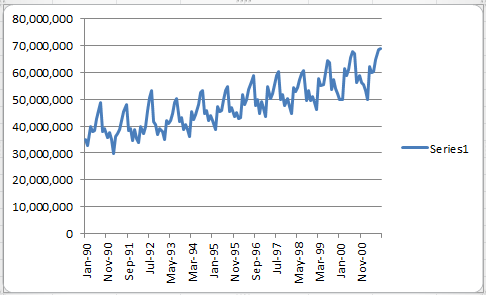 80,000,000
70,000,000
60,000,000
50,000,000
40,000,000
30,000,000
20,000,000
10,000,000
0
Jan-90
Nov-90
Sep-91
Jul-92
May-93
Mar-94
Jan-95
Nov-95
Sep-96
Jul-97
May-98
Mar-99
Jan-00
Nov-00
Series1